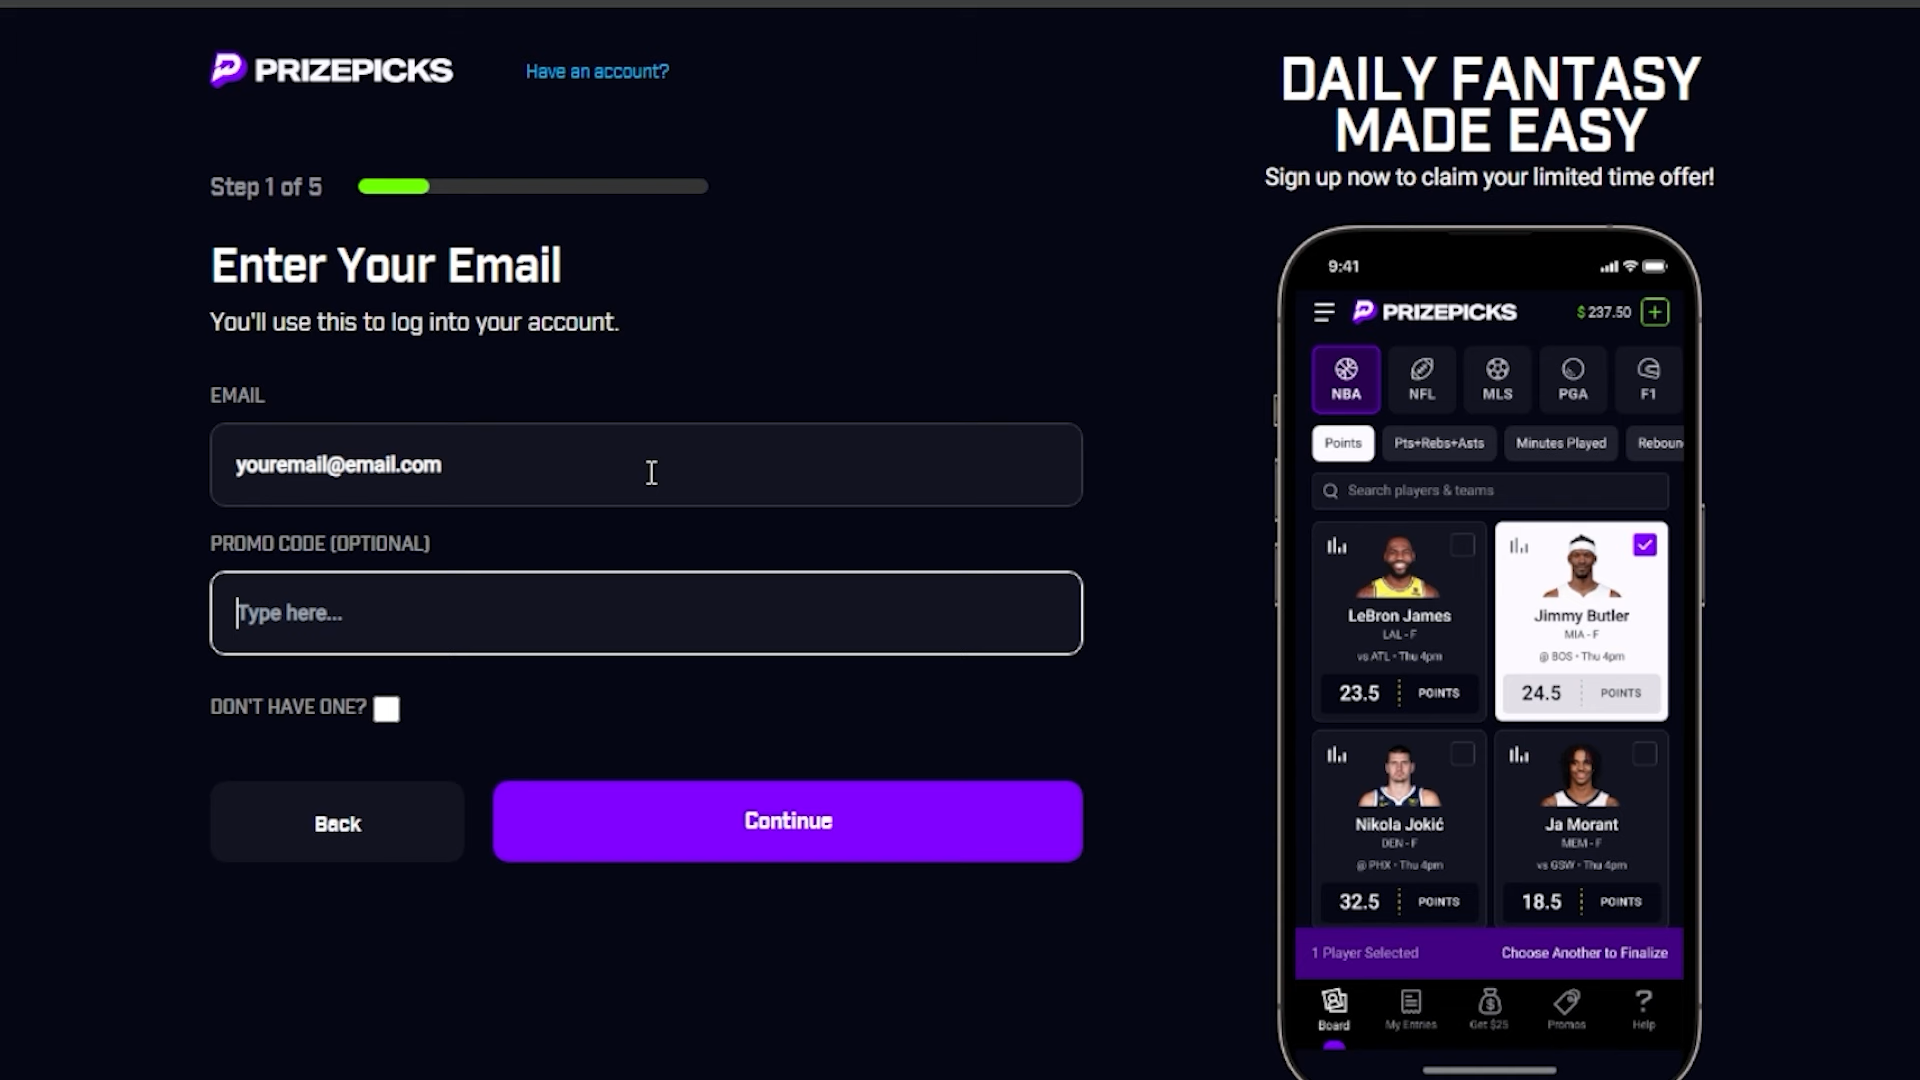 PRIZEPICKS
Have an account?
Step 1 of 5
Enter Your Email
You'll use this to log into your account.
EMAIL
youremail@email.com
PROMO CODE (OPTIONAL)
Type here...
DON'T HAVE ONE?
Back
Continue
DAILY FANTASY
MADE EASY
Sign up now to claim your limited time offer!
9:41
PRIZEPICKS
$ 237.50
NBA NFL MLS PGA F1
Points Pts+Rebs+Asts Minutes Played Reboun
Search players & teams
LeBron James
LAL - F
vs ATL • Thu 4pm
23.5 POINTS
Jimmy Butler
MIA - F
@ BOS • Thu 4pm
24.5 POINTS
Nikola Jokić
DEN - F
@ PHX • Thu 4pm
32.5 POINTS
Ja Morant
MEM - F
vs GSW • Thu 4pm
18.5 POINTS
1 Player Selected Choose Another to Finalize
Board My Entries Get $25 Promos Help